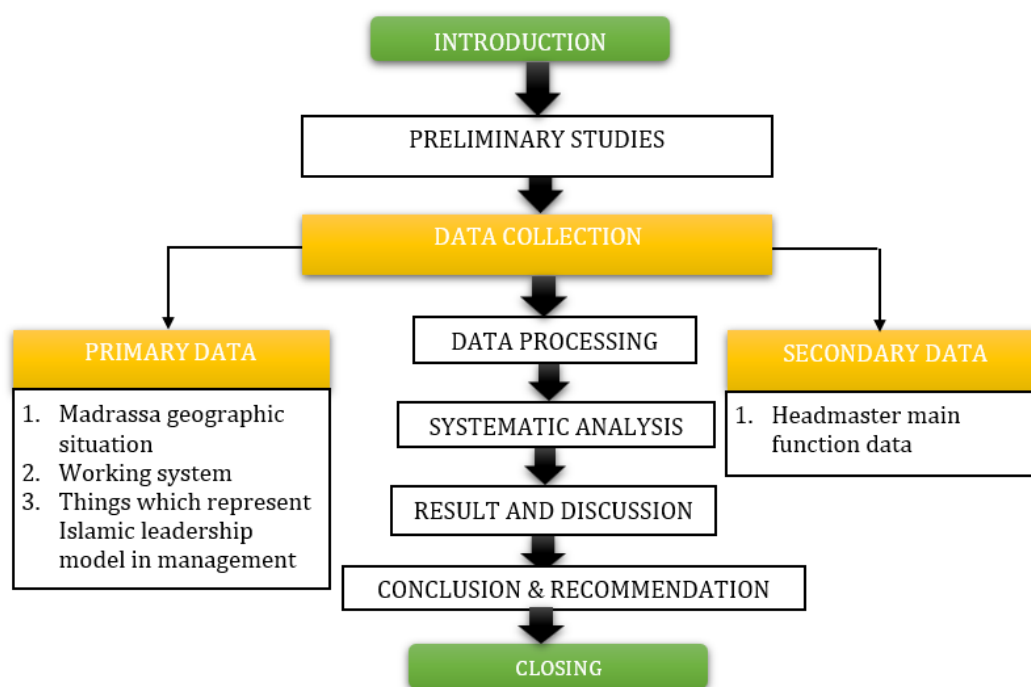 INTRODUCTION
PRELIMINARY STUDIES
DATA COLLECTION
PRIMARY DATA
1. Madrassa geographic
situation
2. Working system
3. Things which represent
Islamic leadership
model in management
DATA PROCESSING
SYSTEMATIC ANALYSIS
RESULT AND DISCUSSION
CONCLUSION & RECOMMENDATION
CLOSING
SECONDARY DATA
1. Headmaster main
function data